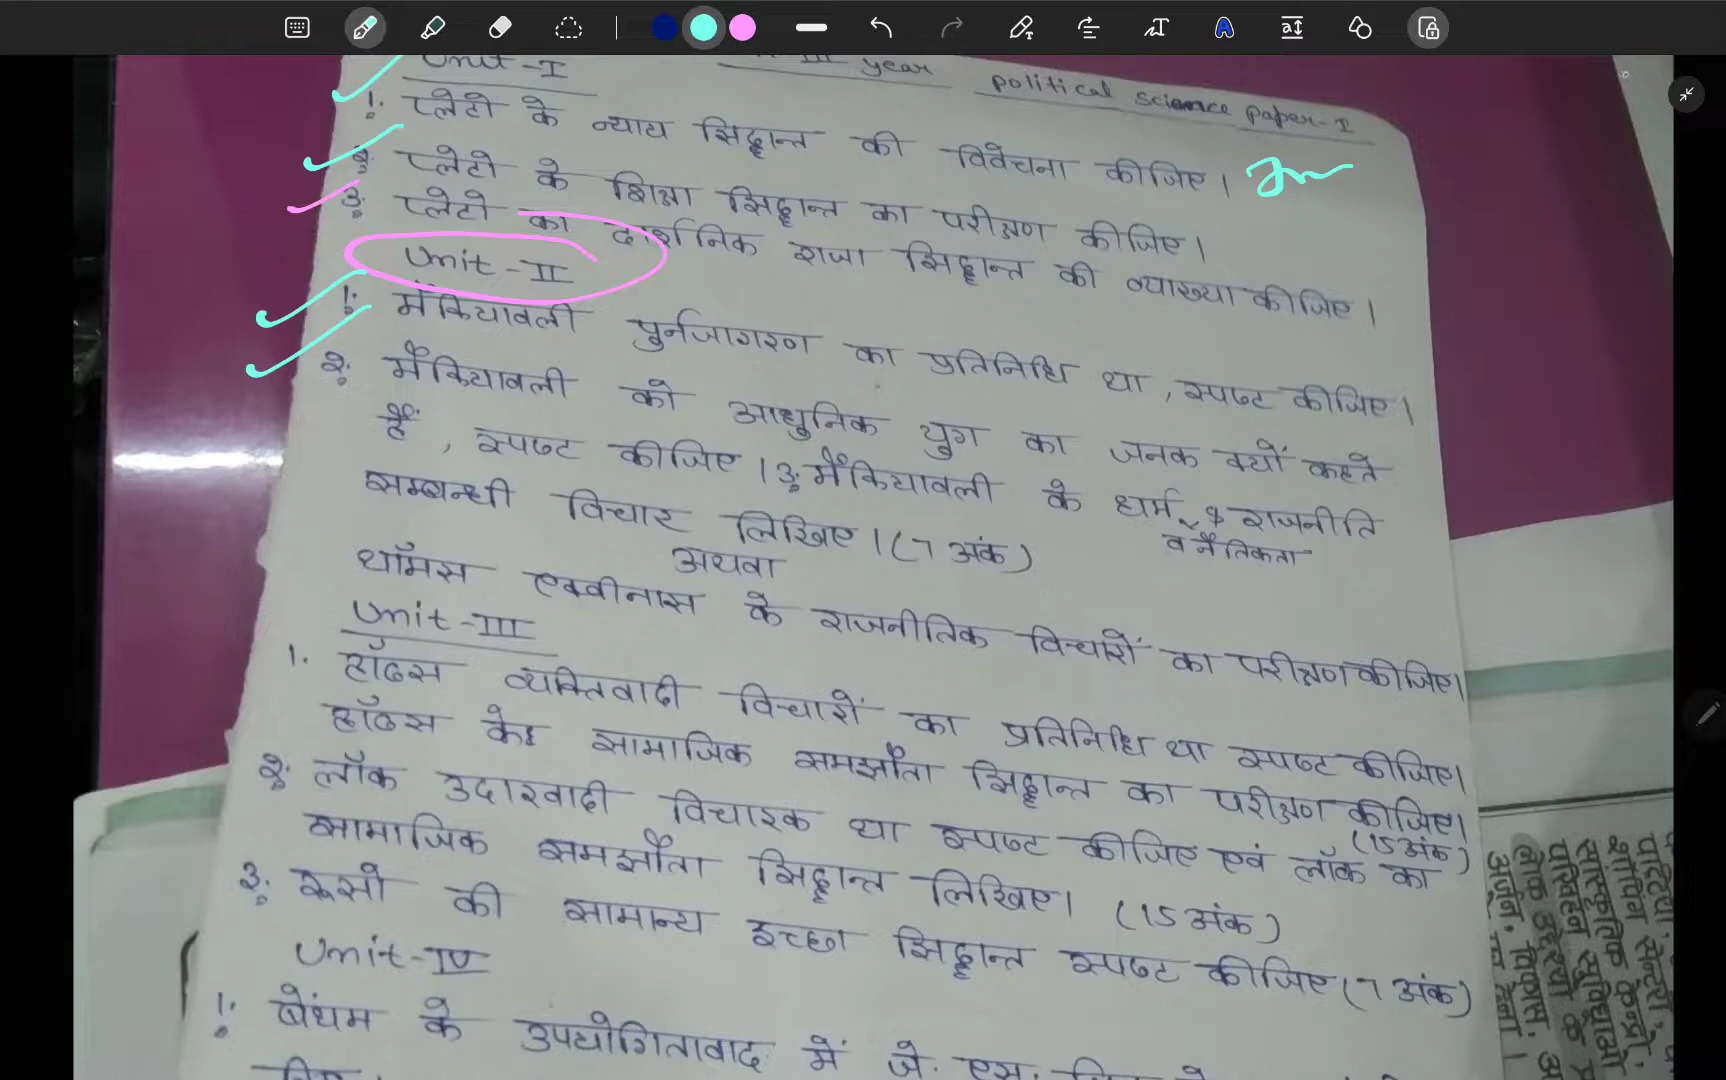 Unit-I
III year political science paper-I
1. प्लेटो के न्याय सिद्धान्त की विवेचना कीजिए।
2. प्लेटो के शिक्षा सिद्धान्त का परीक्षण कीजिए।
3. प्लेटो का दार्शनिक राजा सिद्धान्त की व्याख्या कीजिए।
Unit-II
1. मैकियावली पुर्नजागरण का प्रतिनिधि था, स्पष्ट कीजिए।
2. मैकियावली को आधुनिक युग का जनक क्यों कहते
हैं, स्पष्ट कीजिए। 3. मैकियावली के धर्म राजनीति
व नैतिकता
सम्बन्धी विचार लिखिए। (7 अंक)
अथवा
थॉमस एक्वीनास के राजनीतिक विचारों का परीक्षण कीजिए।
Unit-III
1. हॉब्स व्यक्तिवादी विचारों का प्रतिनिधि था स्पष्ट कीजिए।
हॉब्स के सामाजिक समझौता सिद्धान्त का परीक्षण कीजिए।
(15 अंक)
2. लॉक उदारवादी विचारक था स्पष्ट कीजिए एवं लॉक का
सामाजिक समझौता सिद्धान्त लिखिए। (15 अंक)
3. रूसो की सामान्य इच्छा सिद्धान्त स्पष्ट कीजिए (7 अंक)
Unit-IV
1. बेंथम के उपयोगितावाद में जे. एस.